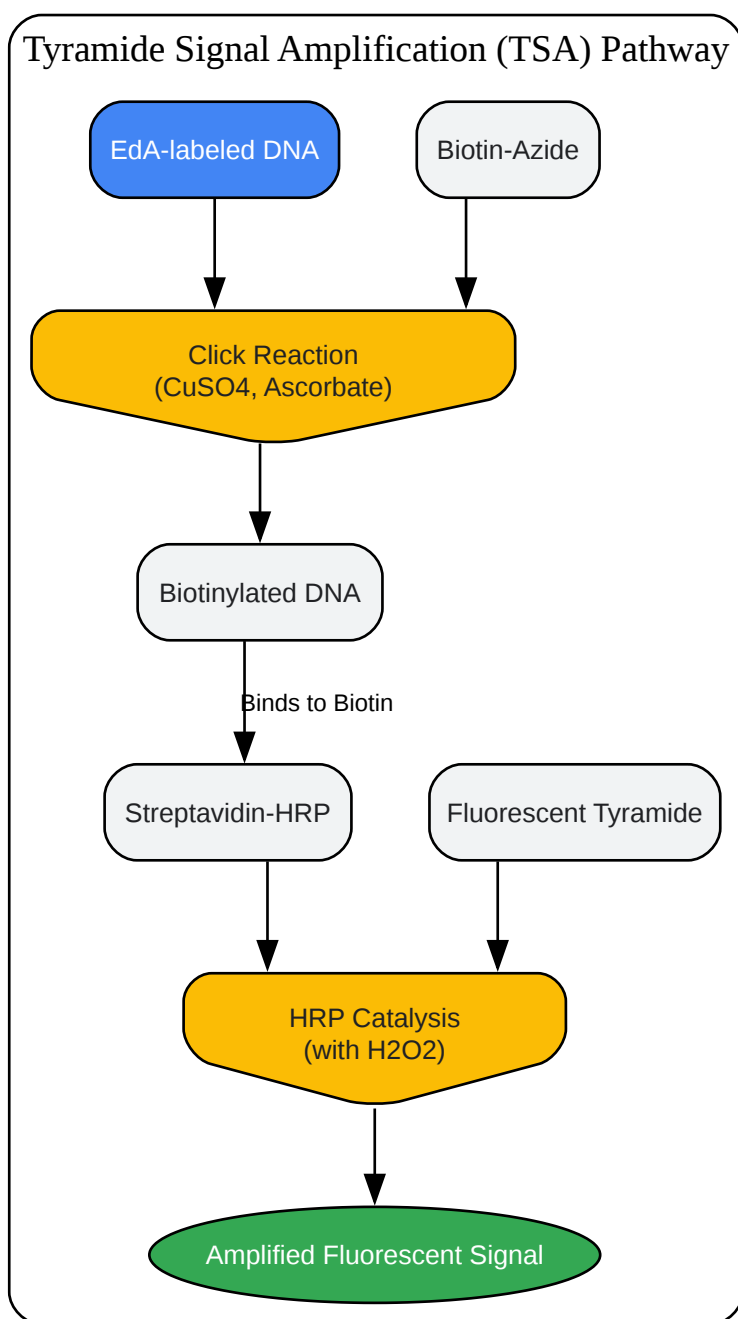 Tyramide Signal Amplification (TSA) Pathway
EdA-labeled DNA
Biotin-Azide
Click Reaction
(CuSO4, Ascorbate)
Biotinylated DNA
Binds to Biotin
Streptavidin-HRP
Fluorescent Tyramide
HRP Catalysis
(with H2O2)
Amplified Fluorescent Signal